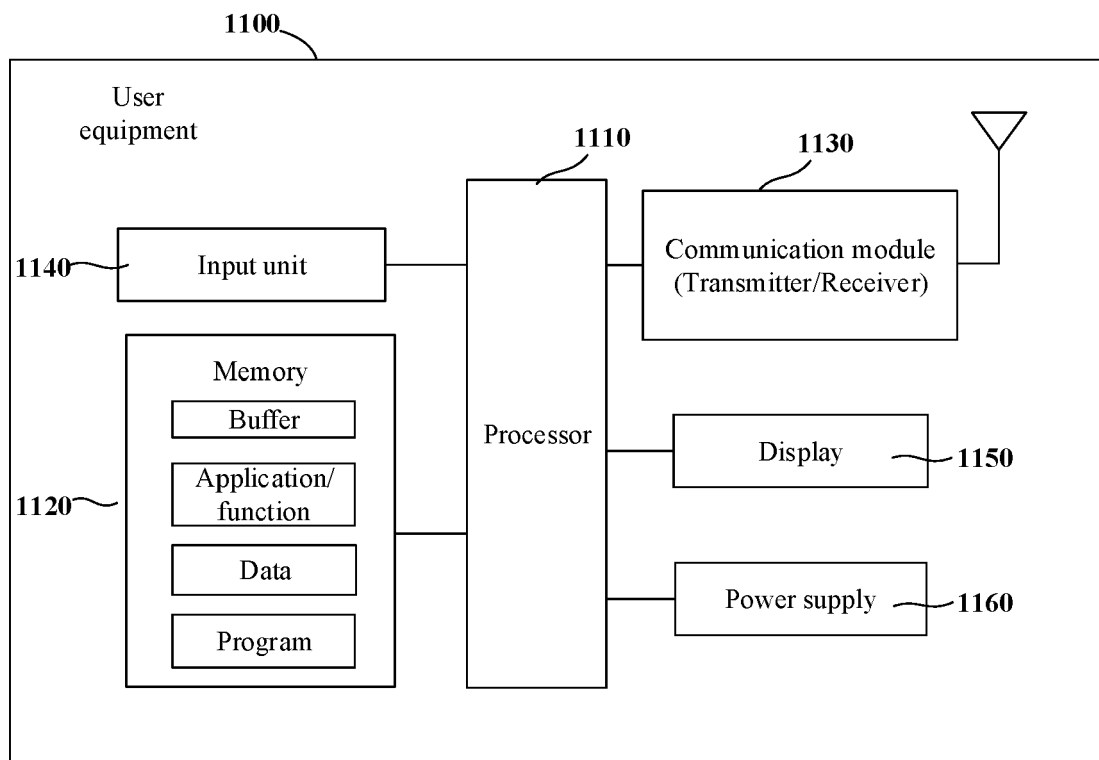 1100
User
equipment
1110
1130
Communication module
(Transmitter/Receiver)
1140
Input unit
Memory
Buffer
Application/
function
Data
Program
1120
Processor
Display
1150
Power supply
1160